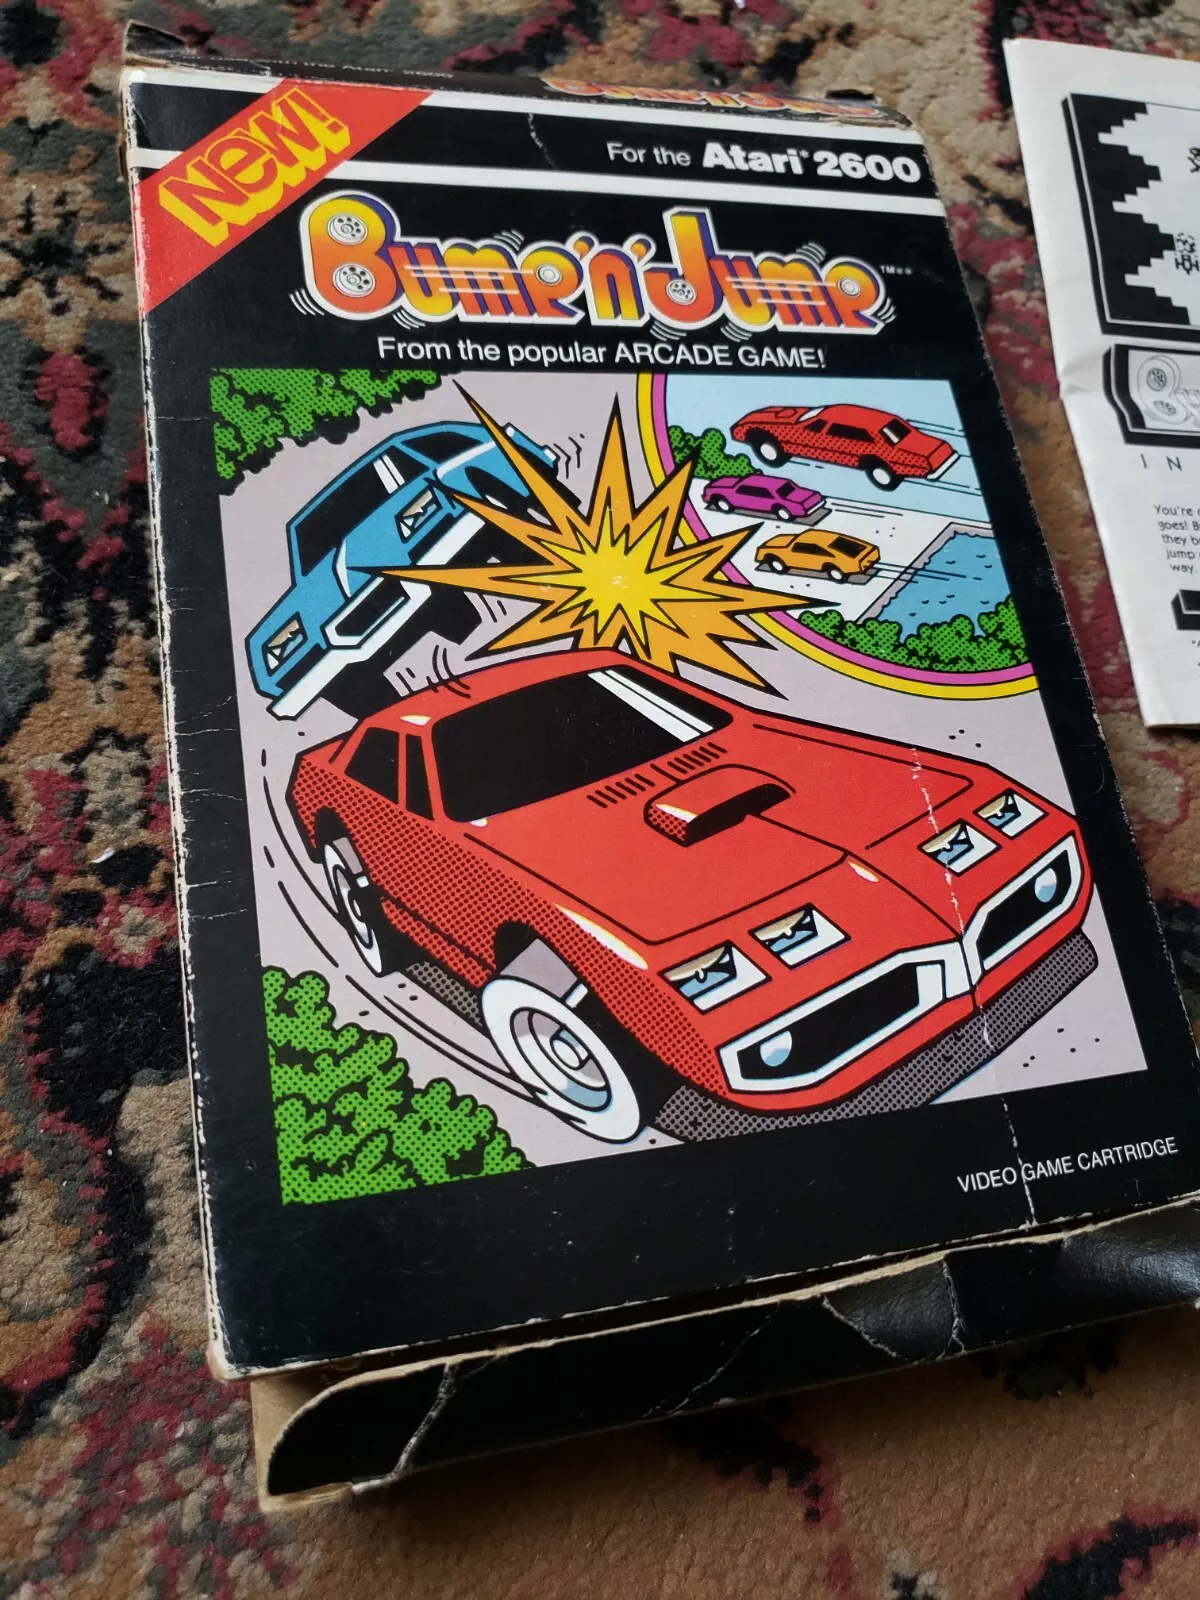 NEW!
For the Atari* 2600
Bump 'n' Jump TM**
From the popular ARCADE GAME!
VIDEO GAME CARTRIDGE
I N
You're
goes! B
they b
jump
way.